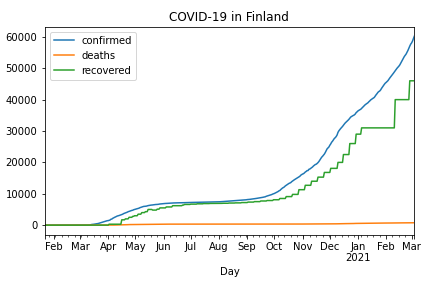 COVID-19 in Finland
confirmed
deaths
recovered
60000
50000
40000
30000
20000
10000
0
Feb Mar Apr May Jun Jul Aug Sep Oct Nov Dec Jan Feb Mar
2021
Day